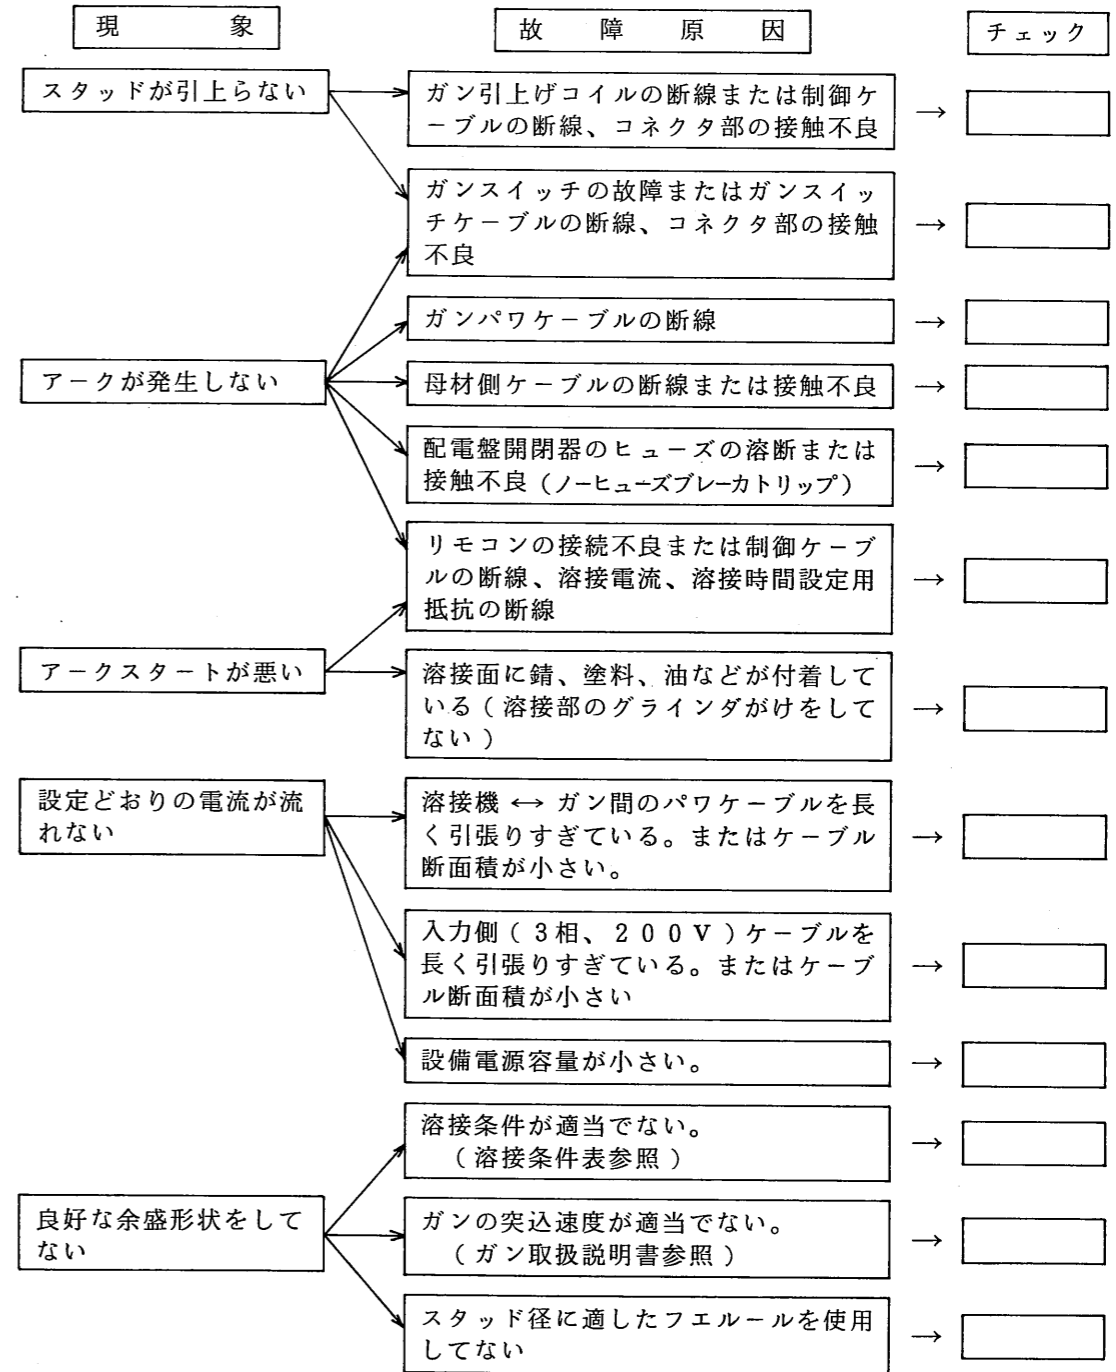 現象
故障原因
チェック
スタッドが引上らない
ガン引上げコイルの断線または制御ケ
ーブルの断線、コネクタ部の接触不良
→
ガンスイッチの故障またはガンスイッ
チケーブルの断線、コネクタ部の接触
不良
→
ガンパワケーブルの断線
→
アークが発生しない
母材側ケーブルの断線または接触不良
→
配電盤開閉器のヒューズの溶断または
接触不良(ノーヒューズブレーカトリップ)
→
リモコンの接続不良または制御ケーブ
ルの断線、溶接電流、溶接時間設定用
抵抗の断線
→
アークスタートが悪い
溶接面に錆、塗料、油などが付着して
いる(溶接部のグラインダがけをして
ない)
→
設定どおりの電流が流
れない
溶接機 ↔ ガン間のパワケーブルを長
く引張りすぎている。またはケーブル
断面積が小さい。
→
入力側(3相、200V)ケーブルを
長く引張りすぎている。またはケーブ
ル断面積が小さい
→
設備電源容量が小さい。
→
溶接条件が適当でない。
(溶接条件表参照)
→
良好な余盛形状をして
ない
ガンの突込速度が適当でない。
(ガン取扱説明書参照)
→
スタッド径に適したフエルールを使用
してない
→